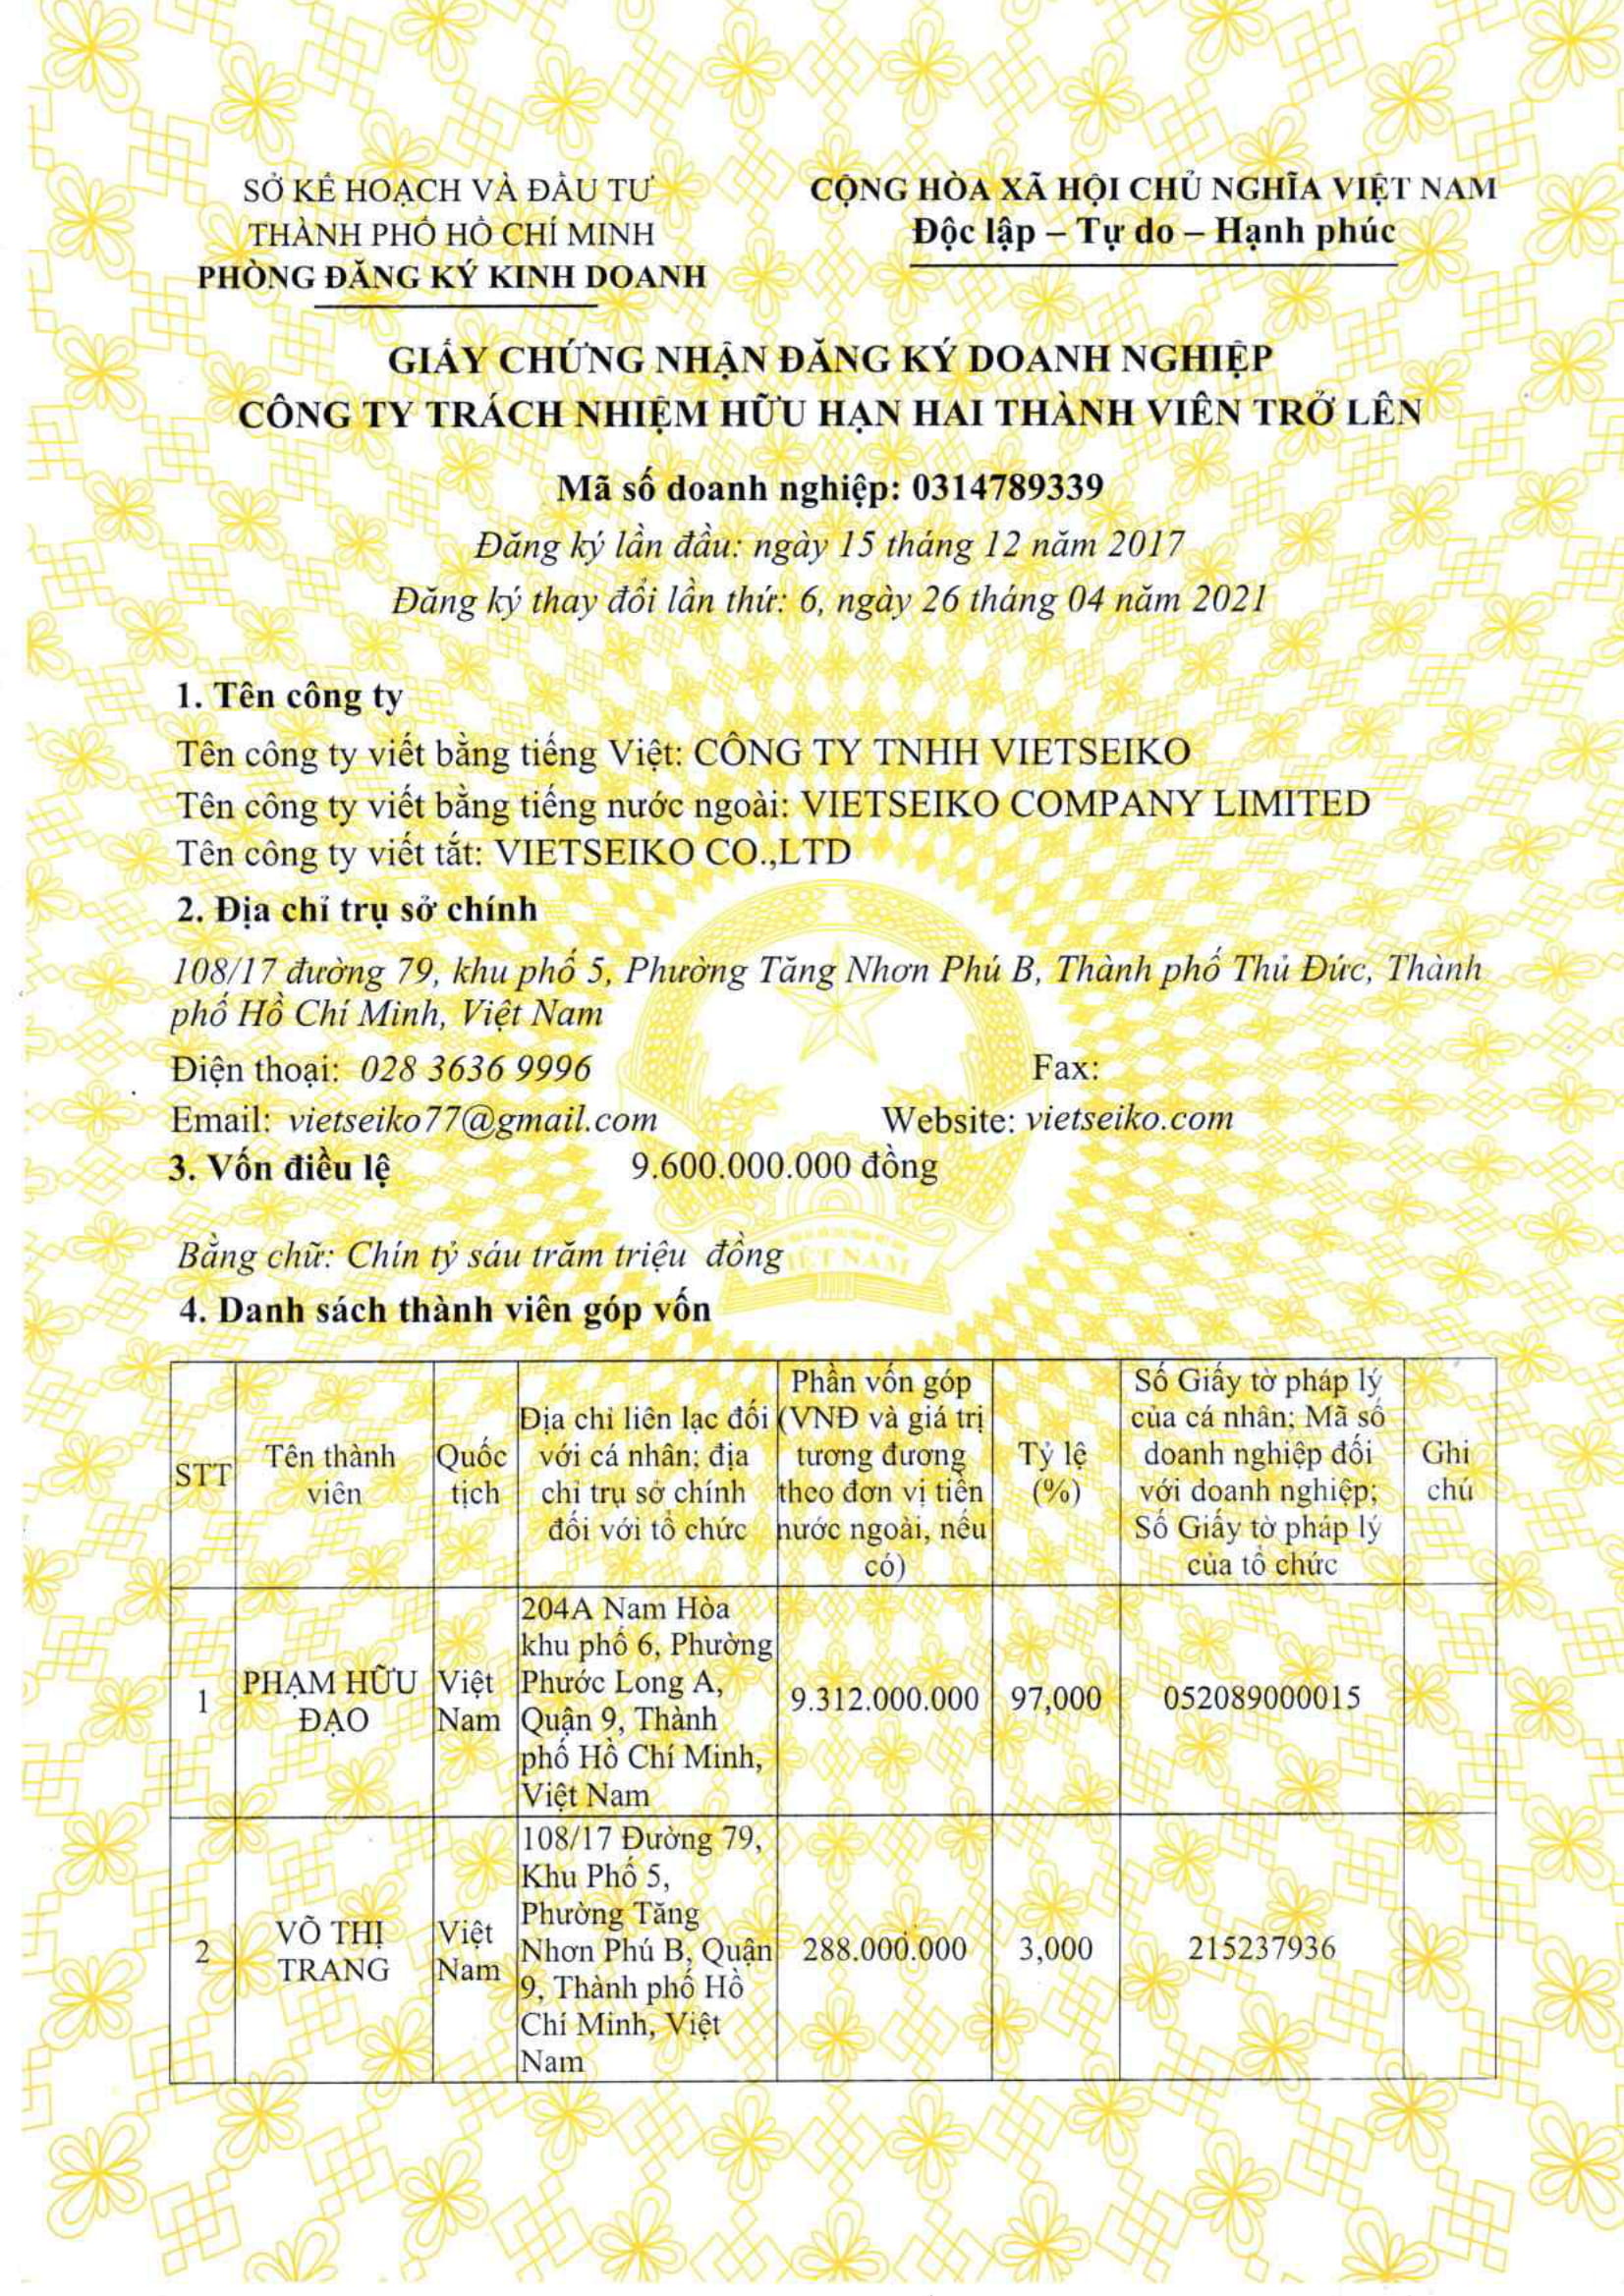 SỞ KẾ HOẠCH VÀ ĐẦU TƯ
THÀNH PHỐ HỒ CHÍ MINH
PHÒNG ĐĂNG KÝ KINH DOANH
CỘNG HÒA XÃ HỘI CHỦ NGHĨA VIỆT NAM
Độc lập – Tự do – Hạnh phúc
GIẤY CHỨNG NHẬN ĐĂNG KÝ DOANH NGHIỆP
CÔNG TY TRÁCH NHIỆM HỮU HẠN HAI THÀNH VIÊN TRỞ LÊN
Mã số doanh nghiệp: 0314789339
Đăng ký lần đầu: ngày 15 tháng 12 năm 2017
Đăng ký thay đổi lần thứ: 6, ngày 26 tháng 04 năm 2021
1. Tên công ty
Tên công ty viết bằng tiếng Việt: CÔNG TY TNHH VIETSEIKO
Tên công ty viết bằng tiếng nước ngoài: VIETSEIKO COMPANY LIMITED
Tên công ty viết tắt: VIETSEIKO CO.,LTD
2. Địa chỉ trụ sở chính
108/17 đường 79, khu phố 5, Phường Tăng Nhơn Phú B, Thành phố Thủ Đức, Thành
phố Hồ Chí Minh, Việt Nam
Điện thoại: 028 3636 9996 Fax:
Email: vietseiko77@gmail.com Website: vietseiko.com
3. Vốn điều lệ 9.600.000.000 đồng
Bằng chữ: Chín tỷ sáu trăm triệu đồng
VIỆT NAM
4. Danh sách thành viên góp vốn
STT
Tên thành
viên
Quốc
tịch
Địa chỉ liên lạc đối
với cá nhân; địa
chỉ trụ sở chính
đối với tổ chức
Phần vốn góp
(VNĐ và giá trị
tương đương
theo đơn vị tiền
nước ngoài, nếu
có)
Tỷ lệ
(%)
Số Giấy tờ pháp lý
của cá nhân; Mã số
doanh nghiệp đối
với doanh nghiệp;
Số Giấy tờ pháp lý
của tổ chức
Ghi
chú
1
PHẠM HỮU
ĐẠO
Việt
Nam
204A Nam Hòa
khu phố 6, Phường
Phước Long A,
Quận 9, Thành
phố Hồ Chí Minh,
Việt Nam
9.312.000.000
97,000
052089000015
2
VÕ THỊ
TRANG
Việt
Nam
108/17 Đường 79,
Khu Phố 5,
Phường Tăng
Nhơn Phú B, Quận
9, Thành phố Hồ
Chí Minh, Việt
Nam
288.000.000
3,000
215237936